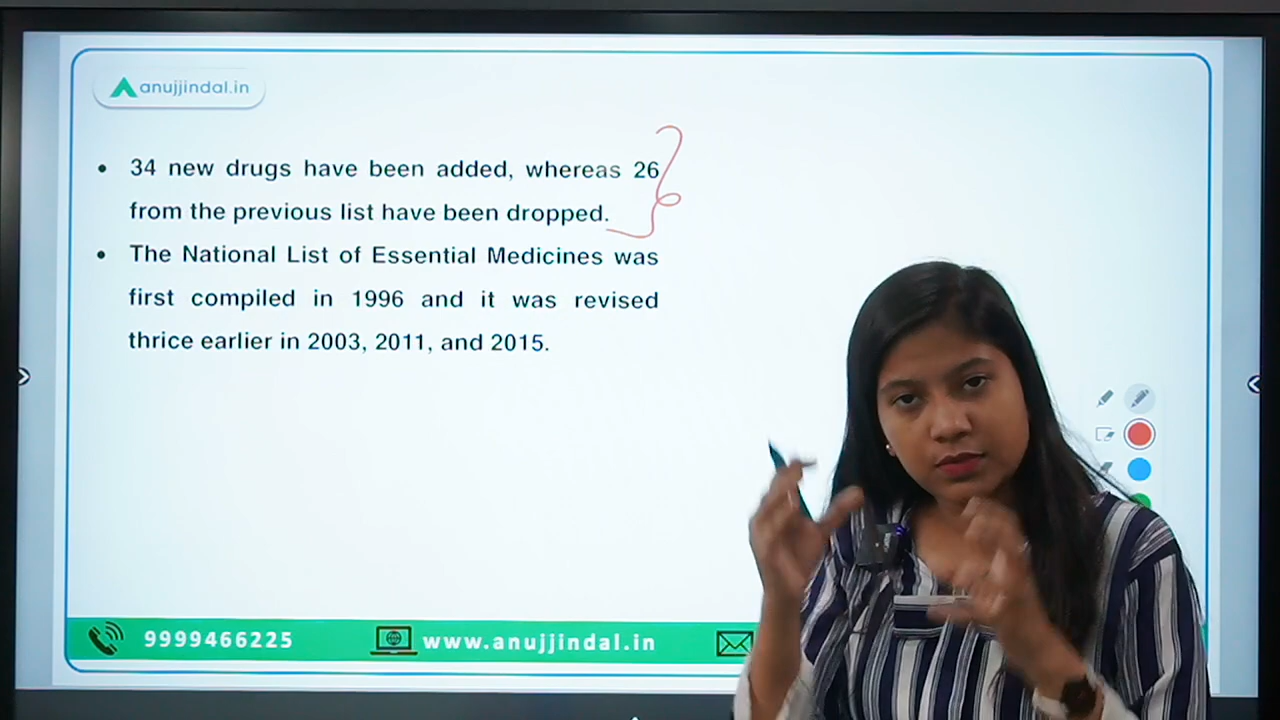 anujjindal.in
• 34 new drugs have been added, whereas 26
from the previous list have been dropped.
• The National List of Essential Medicines was
first compiled in 1996 and it was revised
thrice earlier in 2003, 2011, and 2015.
9999466225 www.anujjindal.in